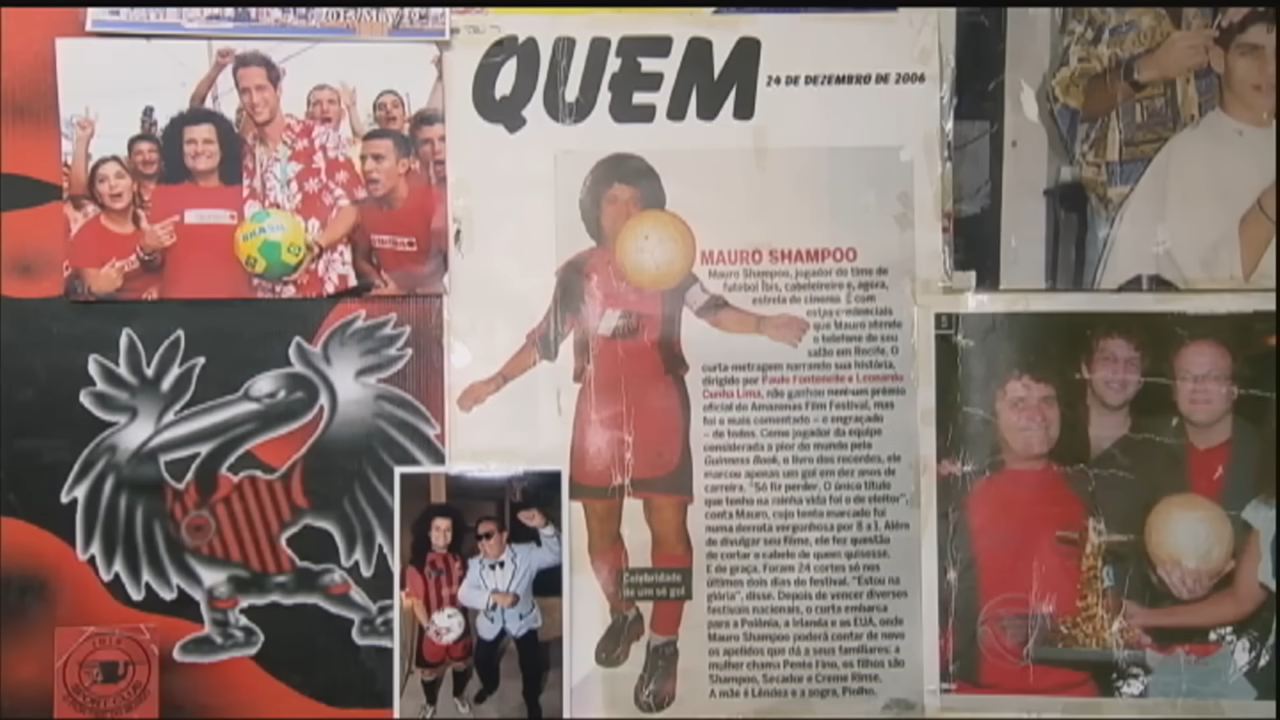 QUEM
24 DE DEZEMBRO DE 2006
BRASIL
MAURO SHAMPOO
Mauro Shampoo, jogador do time de
futebol Íbis, cabeleireiro e, agora,
estrela de cinema. É com
estas credenciais
que Mauro atende
o telefone de seu
salão em Recife. O
curta-metragem narrando sua história,
dirigido por Paulo Fontenelle e Leonardo
Cunha Lima, não ganhou nenhum prêmio
oficial do Amazonas Film Festival, mas
foi o mais comentado – e engraçado
– de todos. Como jogador da equipe
considerada a pior do mundo pelo
Guinness Book, o livro dos recordes, ele
marcou apenas um gol em dez anos de
carreira. "Só fiz perder. O único título
que tenho na minha vida foi o de eleitor",
conta Mauro, cujo tento marcado foi
numa derrota vergonhosa por 8 a 1. Além
de divulgar seu filme, ele fez questão
de cortar o cabelo de quem quisesse.
E de graça. Foram 24 cortes só nos
últimos dois dias do festival. "Estou na
glória", disse. Depois de vencer diversos
festivais nacionais, o curta embarca
para a Polônia, a Irlanda e os EUA, onde
Mauro Shampoo poderá contar de novo
os apelidos que dá a seus familiares: a
mulher chama Pente Fino, os filhos são
Shampoo, Secador e Creme Rinse.
A mãe é Lêndea e a sogra, Piolho.
Celebridade
de um só gol